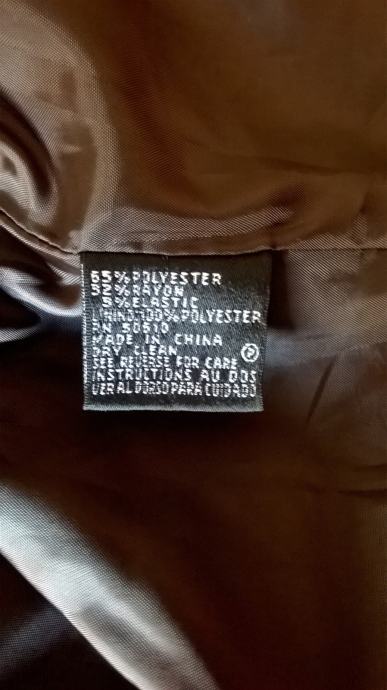 65% POLYESTER
32% RAYON
3% ELASTIC
LINING:100% POLYESTER
RN 50510
MADE IN CHINA
DRY CLEAN Ⓟ
SEE REVERSE FOR CARE
INSTRUCTIONS AU DOS
VER AL DORSO PARA CUIDADO